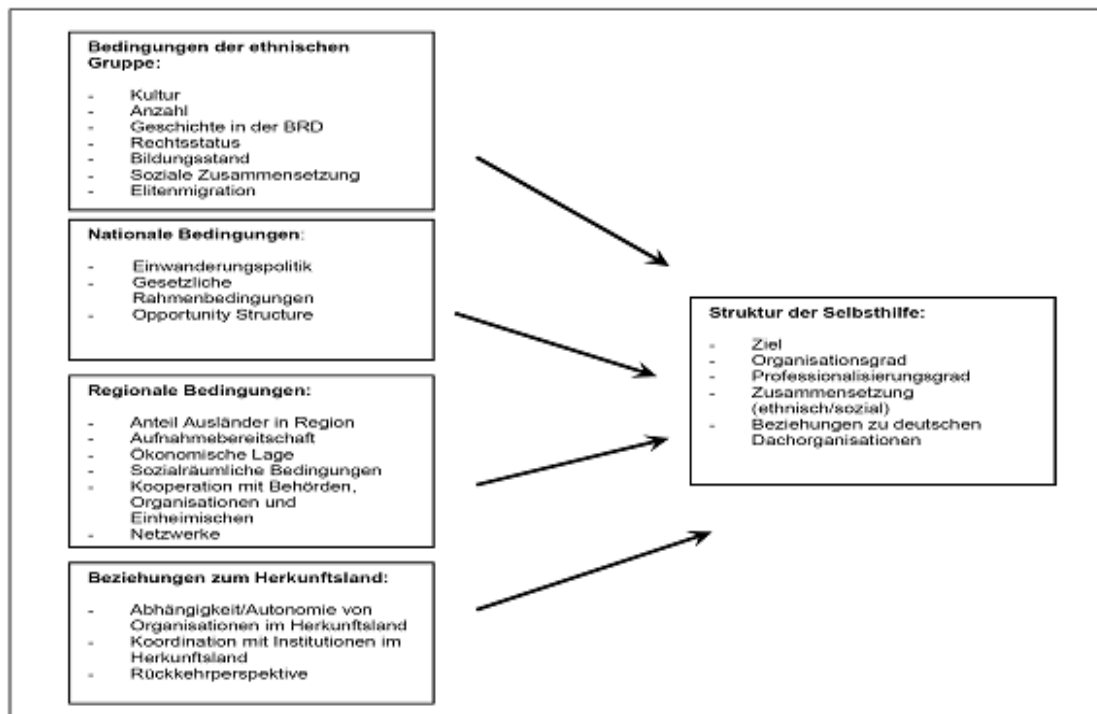 Bedingungen der ethnischen
Gruppe:
- Kultur
- Anzahl
- Geschichte in der BRD
- Rechtsstatus
- Bildungsstand
- Soziale Zusammensetzung
- Elitenmigration
Nationale Bedingungen:
- Einwanderungspolitik
- Gesetzliche
Rahmenbedingungen
- Opportunity Structure
Regionale Bedingungen:
- Anteil Ausländer in Region
- Aufnahmebereitschaft
- Ökonomische Lage
- Sozialräumliche Bedingungen
- Kooperation mit Behörden,
Organisationen und
Einheimischen
- Netzwerke
Beziehungen zum Herkunftsland:
- Abhängigkeit/Autonomie von
Organisationen im Herkunftsland
- Koordination mit Institutionen im
Herkunftsland
- Rückkehrperspektive
Struktur der Selbsthilfe:
- Ziel
- Organisationsgrad
- Professionalisierungsgrad
- Zusammensetzung
(ethnisch/sozial)
- Beziehungen zu deutschen
Dachorganisationen